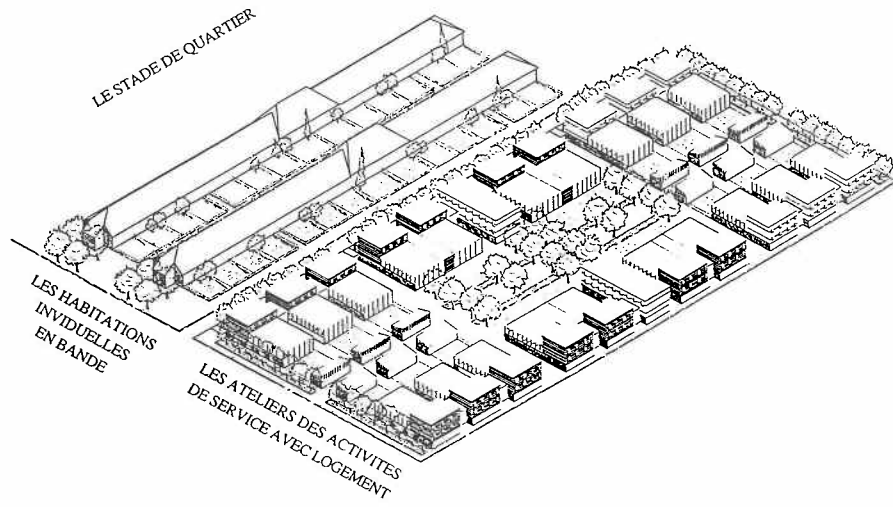 LE STADE DE QUARTIER
LES HABITATIONS
INVIDUELLES
EN BANDE
LES ATELIERS DES ACTIVITES
DE SERVICE AVEC LOGEMENT